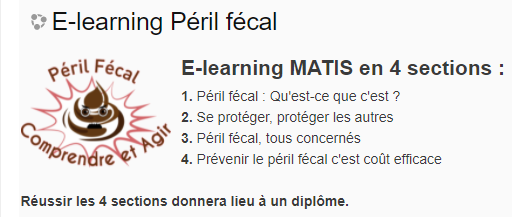 E-learning Péril fécal
Péril Fécal
Comprendre et Agir
E-learning MATIS en 4 sections :
1. Péril fécal : Qu'est-ce que c'est ?
2. Se protéger, protéger les autres
3. Péril fécal, tous concernés
4. Prévenir le péril fécal c'est coût efficace
Réussir les 4 sections donnera lieu à un diplôme.